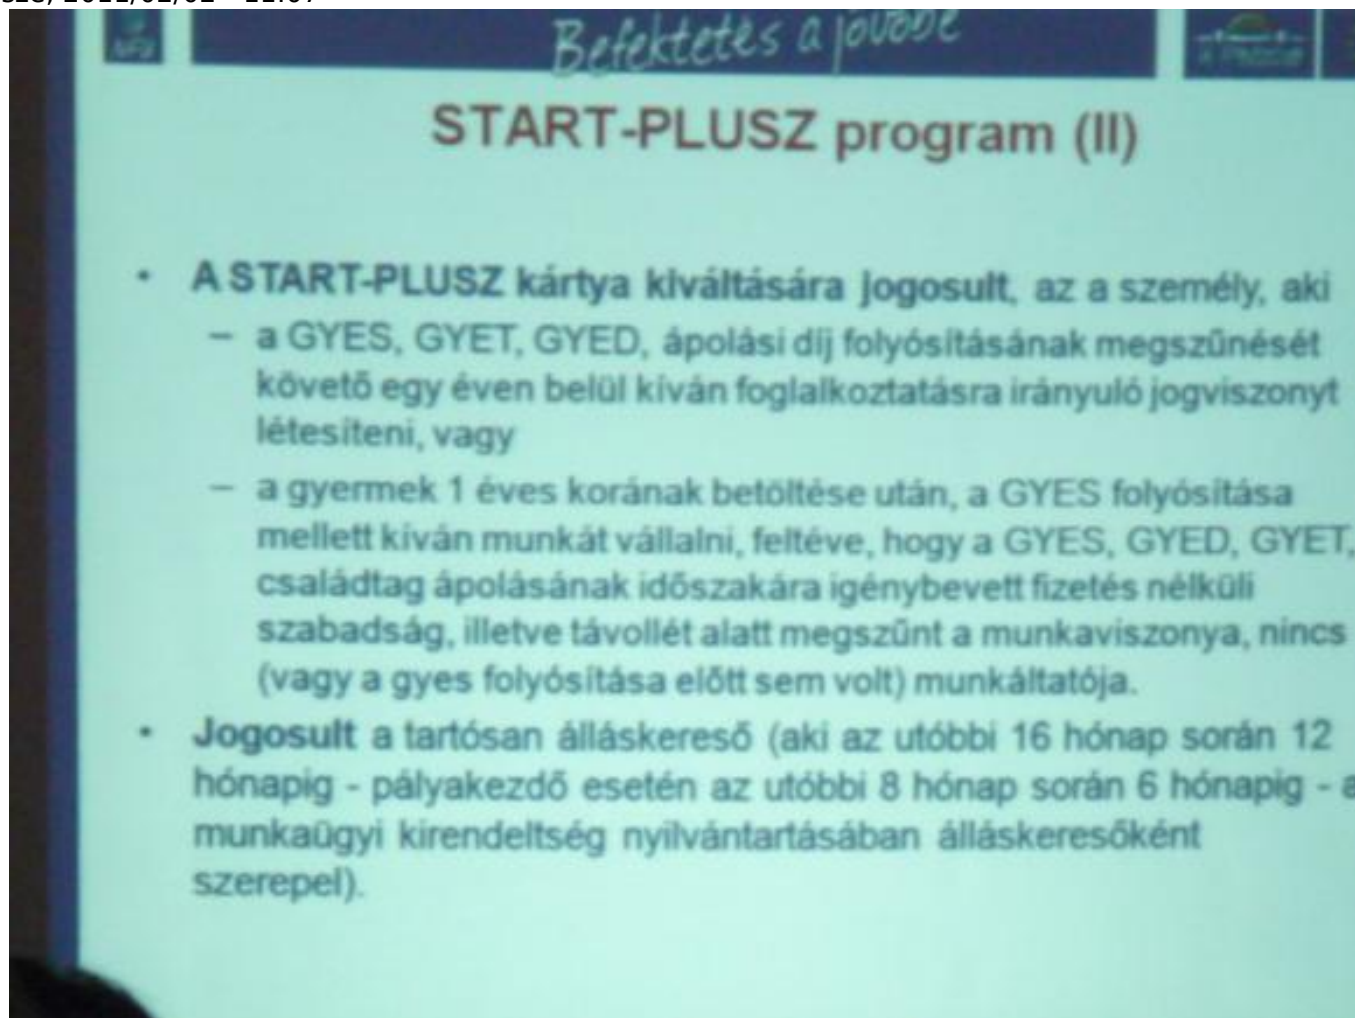 Befektetés a jövőbe
START-PLUSZ program (II)
• A START-PLUSZ kártya kiváltására jogosult, az a személy, aki
– a GYES, GYET, GYED, ápolási díj folyósításának megszűnését
követő egy éven belül kíván foglalkoztatásra irányuló jogviszonyt
létesíteni, vagy
– a gyermek 1 éves korának betöltése után, a GYES folyósítása
mellett kíván munkát vállalni, feltéve, hogy a GYES, GYED, GYET,
családtag ápolásának időszakára igénybevett fizetés nélküli
szabadság, illetve távollét alatt megszűnt a munkaviszonya, nincs
(vagy a gyes folyósítása előtt sem volt) munkáltatója.
• Jogosult a tartósan álláskereső (aki az utóbbi 16 hónap során 12
hónapig - pályakezdő esetén az utóbbi 8 hónap során 6 hónapig - a
munkaügyi kirendeltség nyilvántartásában álláskeresőként
szerepel).